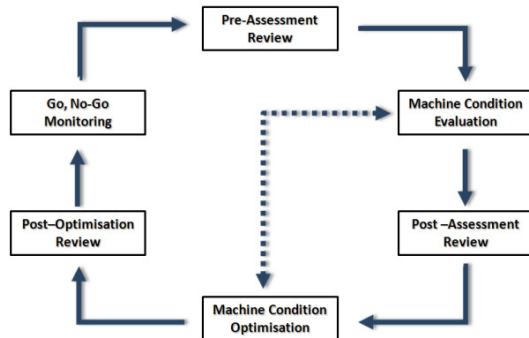 Pre-Assessment
Review
Go, No-Go
Monitoring
Machine Condition
Evaluation
Post–Optimisation
Review
Post –Assessment
Review
Machine Condition
Optimisation